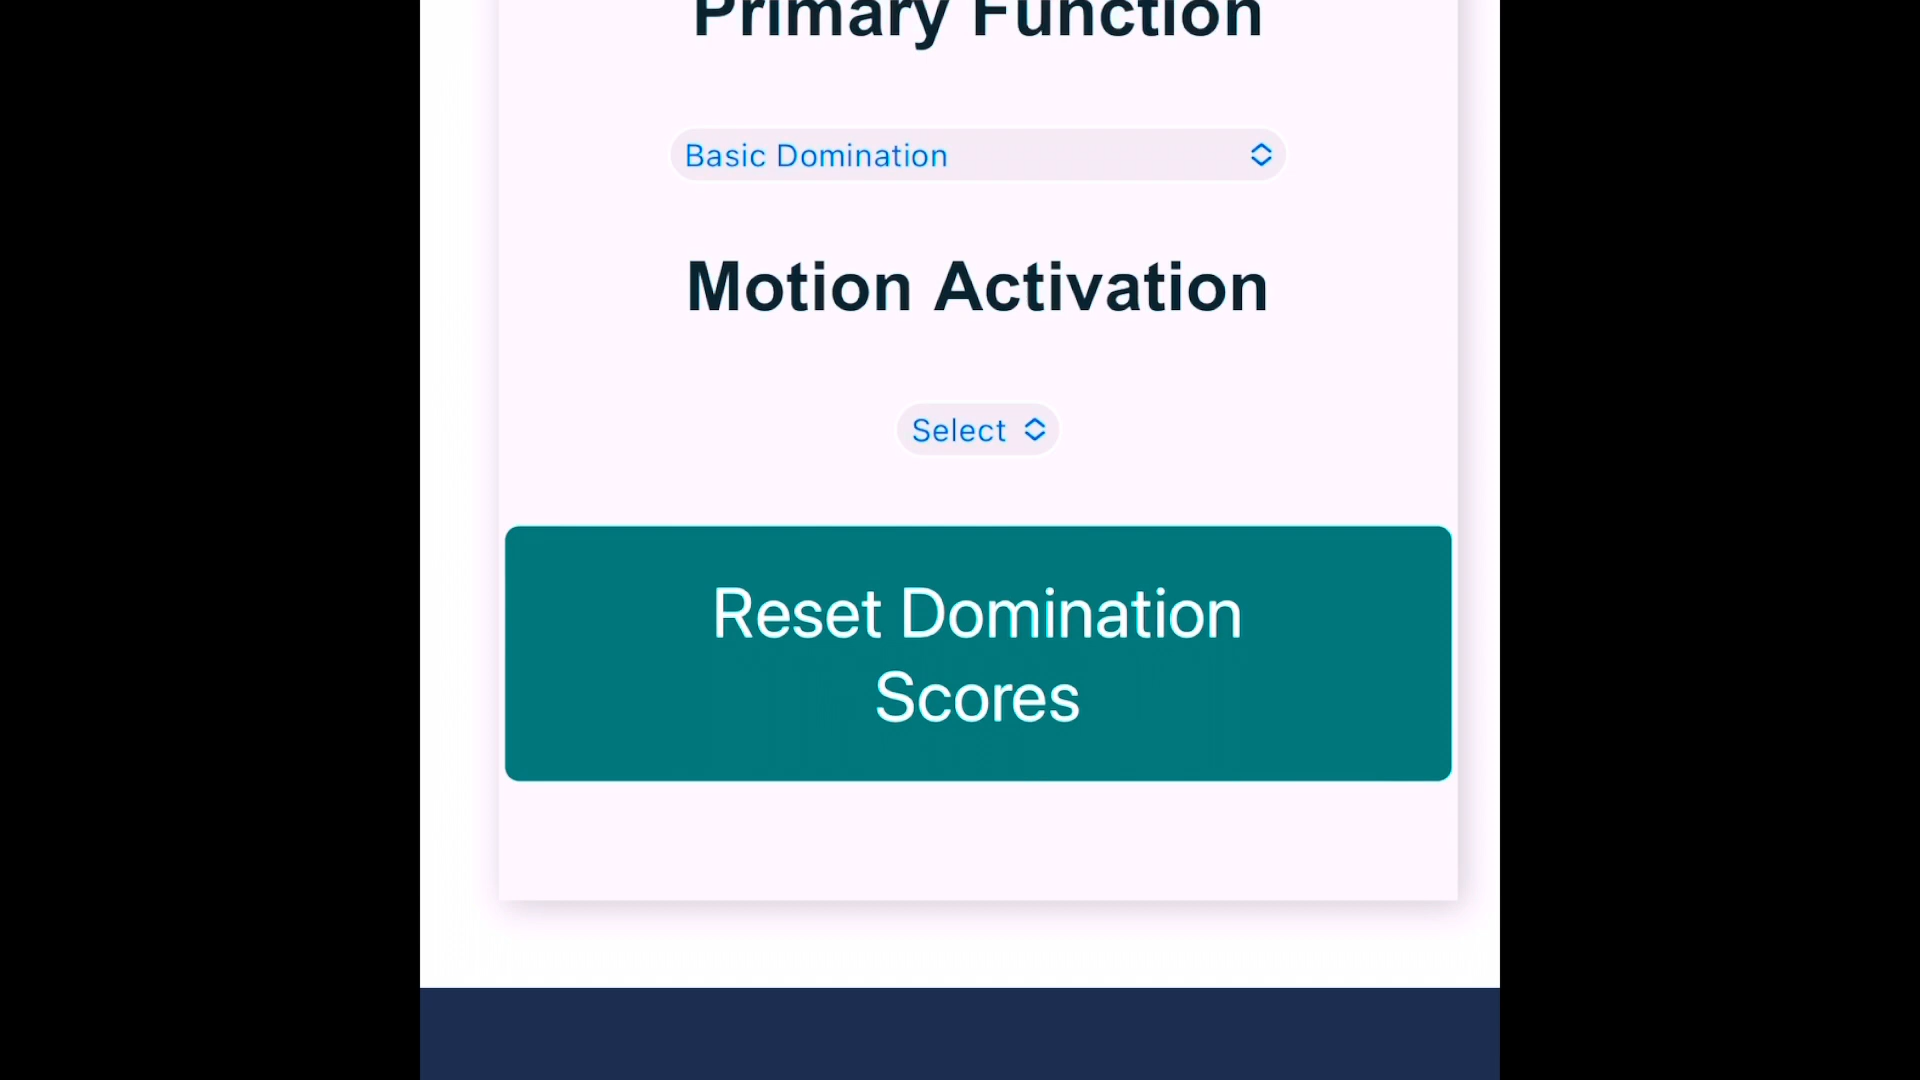 Primary Function
Basic Domination
Motion Activation
Select
Reset Domination
Scores